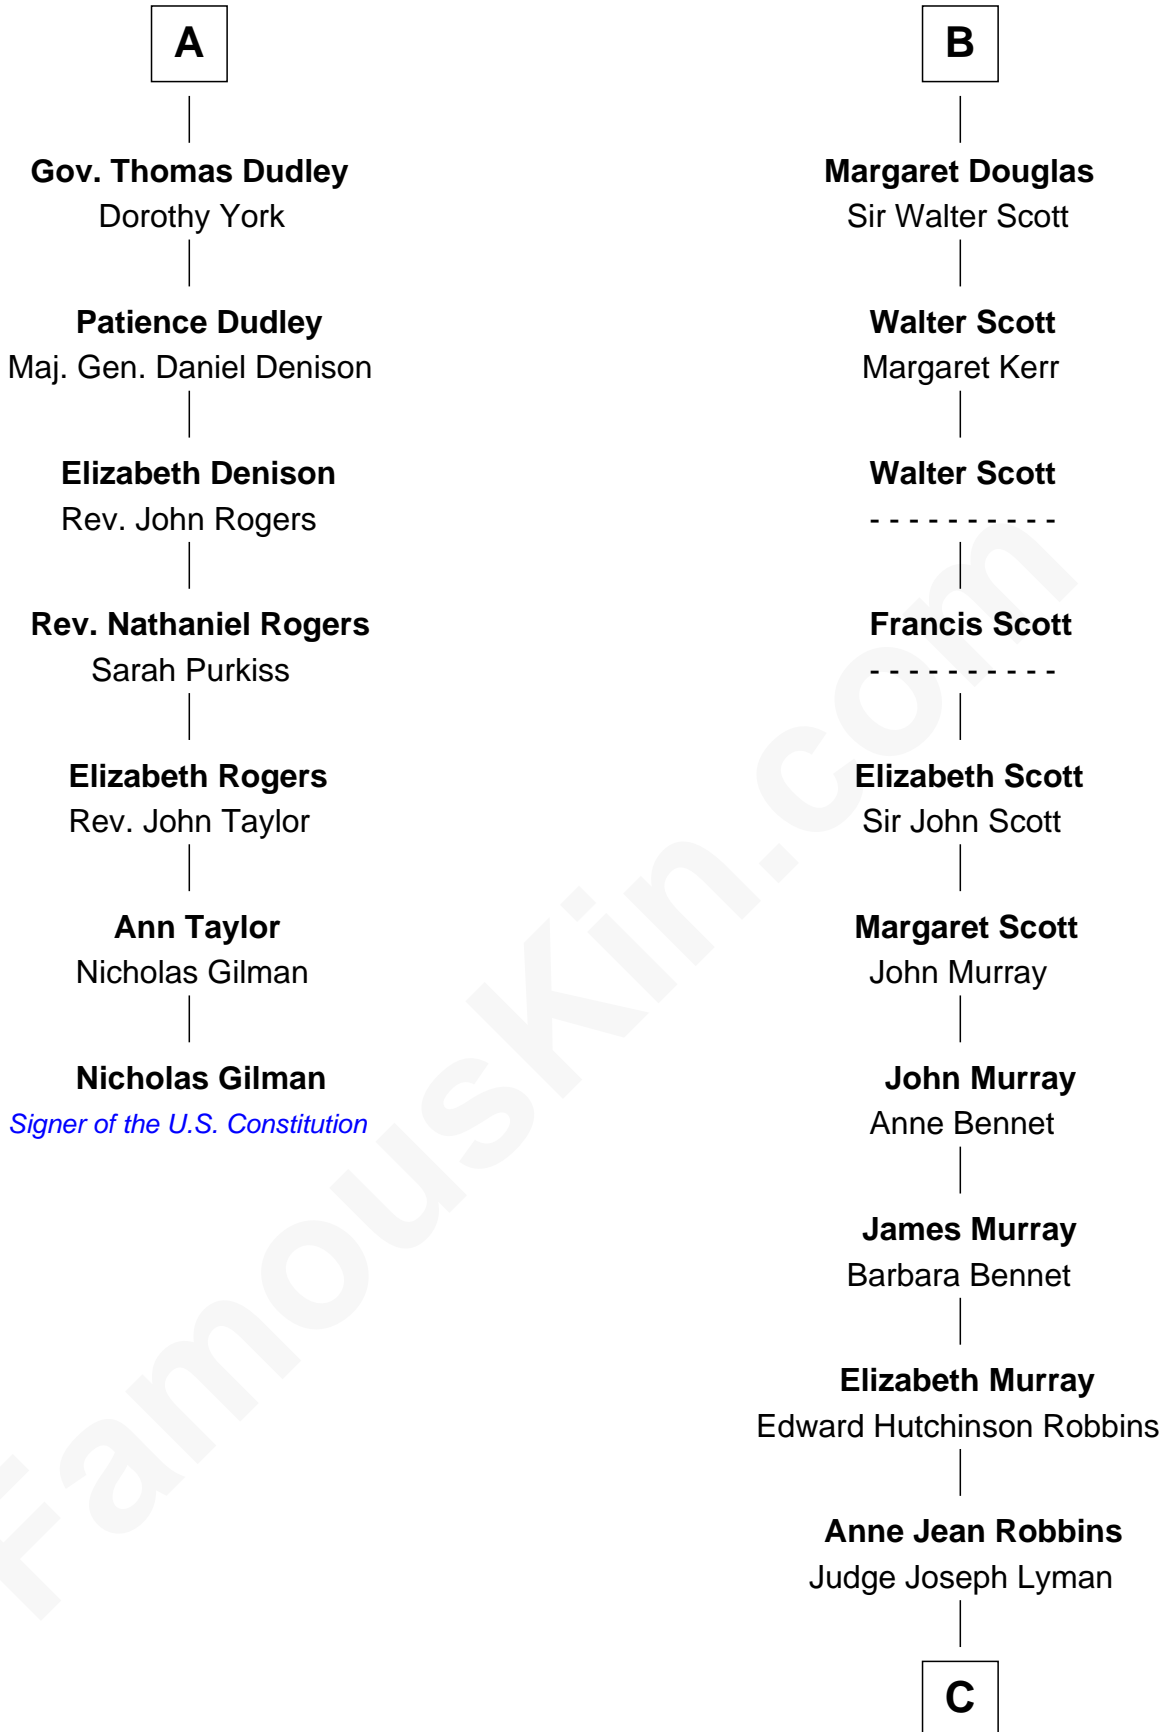 A
Gov. Thomas Dudley
Dorothy York
Patience Dudley
Maj. Gen. Daniel Denison
Elizabeth Denison
Rev. John Rogers
Rev. Nathaniel Rogers
Sarah Purkiss
Elizabeth Rogers
Rev. John Taylor
Ann Taylor
Nicholas Gilman
Nicholas Gilman
Signer of the U.S. Constitution
B
Margaret Douglas
Sir Walter Scott
Walter Scott
Margaret Kerr
Walter Scott
- - - - - - - - - -
Francis Scott
- - - - - - - - - -
Elizabeth Scott
Sir John Scott
Margaret Scott
John Murray
John Murray
Anne Bennet
James Murray
Barbara Bennet
Elizabeth Murray
Edward Hutchinson Robbins
Anne Jean Robbins
Judge Joseph Lyman
C
FamousKin.com